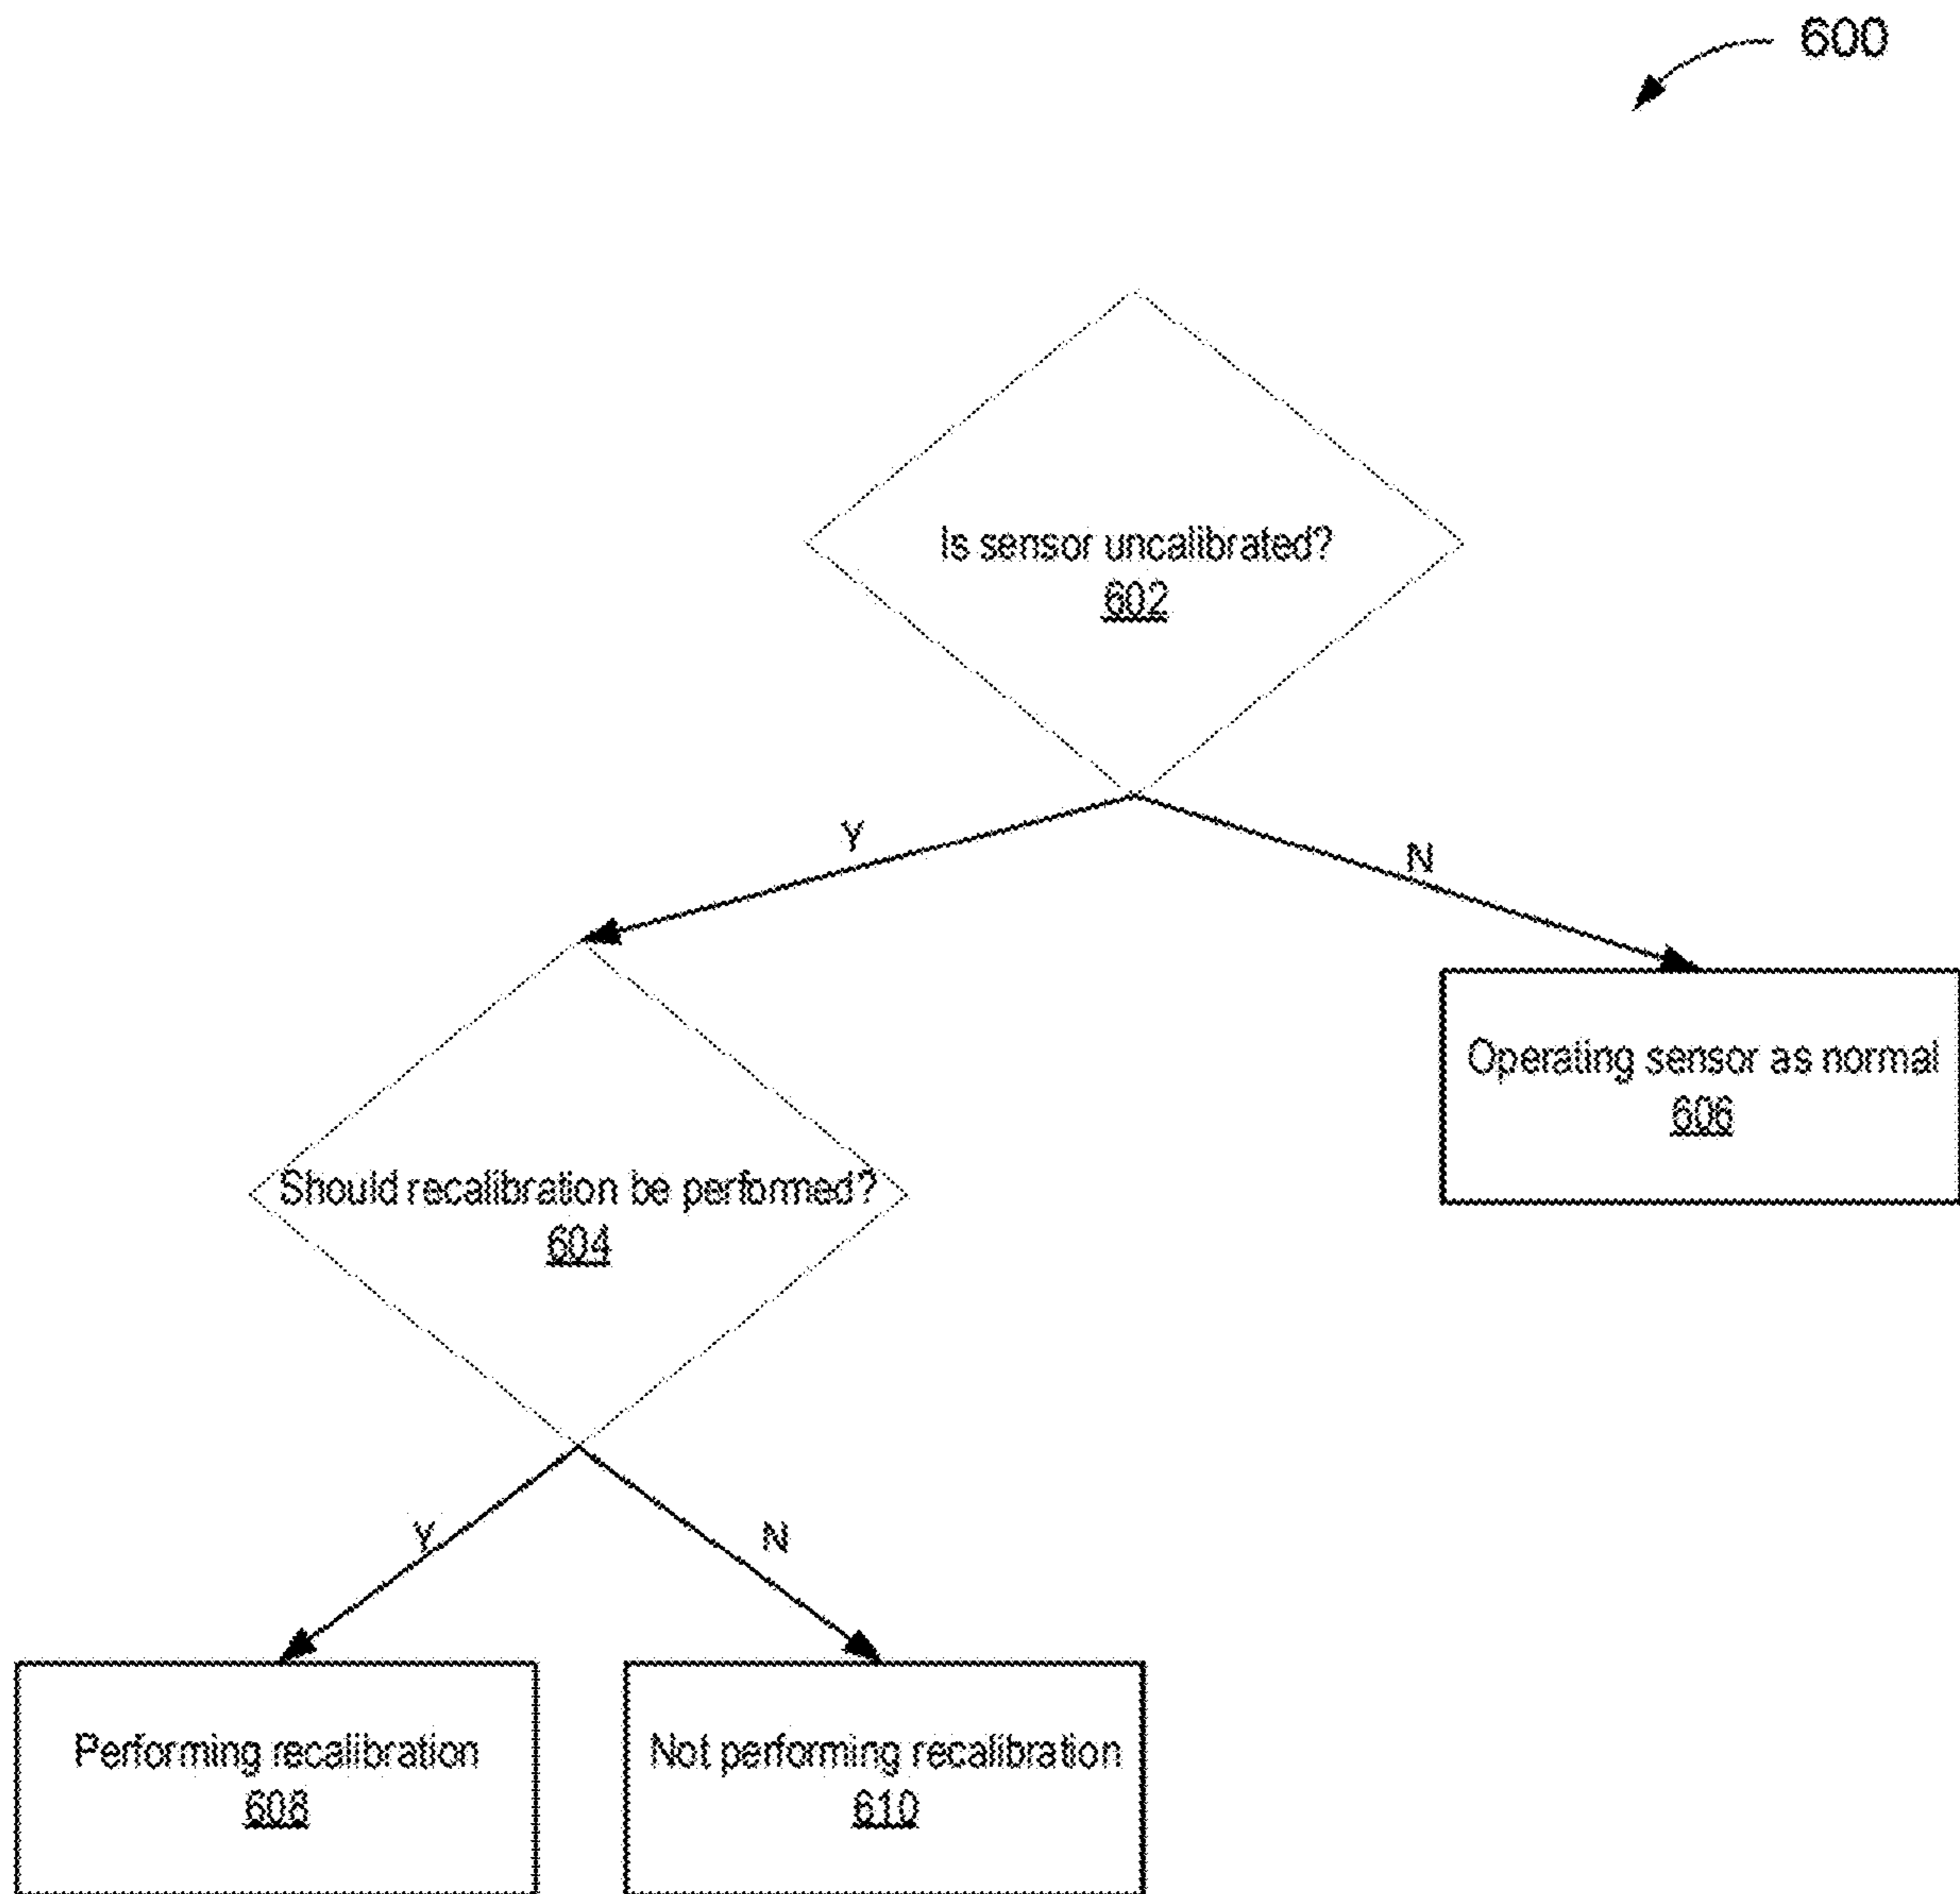 600
Is sensor uncalibrated?
602
Y
N
Operating sensor as normal
606
Should recalibration be performed?
604
Y
N
Performing recalibration
608
Not performing recalibration
610